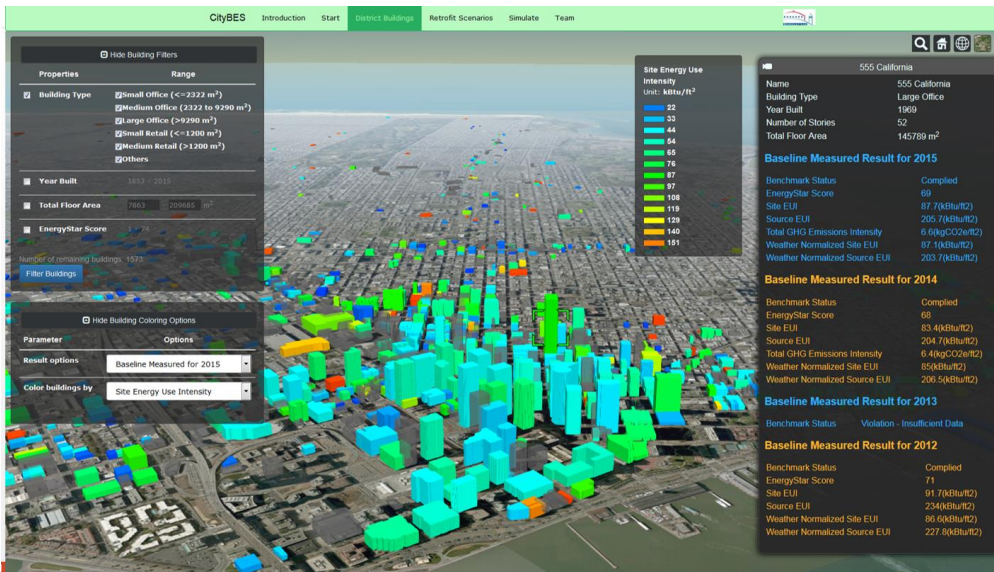 CityBES Introduction Start District Buildings Retrofit Scenarios Simulate Team
Hide Building Filters
Properties Range
Building Type
Small Office (<=2322 m²)
Medium Office (2322 to 9290 m²)
Large Office (>9290 m²)
Small Retail (<=1200 m²)
Medium Retail (>1200 m²)
Others
Year Built - 2015
Total Floor Area 7863 - 209665 m²
EnergyStar Score
Number of remaining buildings: 1573
Filter Buildings
Hide Building Coloring Options
Parameter Options
Result options Baseline Measured for 2015
Color buildings by Site Energy Use Intensity
Site Energy Use
Intensity
Unit: kBtu/ft²
22
33
44
54
65
76
87
97
108
119
129
140
151
555 California
Name 555 California
Building Type Large Office
Year Built 1969
Number of Stories 52
Total Floor Area 145789 m²
Baseline Measured Result for 2015
Benchmark Status Complied
EnergyStar Score 69
Site EUI 87.7(kBtu/ft2)
Source EUI 205.7(kBtu/ft2)
Total GHG Emissions Intensity 6.6(kgCO2e/ft2)
Weather Normalized Site EUI 87.1(kBtu/ft2)
Weather Normalized Source EUI 203.7(kBtu/ft2)
Baseline Measured Result for 2014
Benchmark Status Complied
EnergyStar Score 68
Site EUI 83.4(kBtu/ft2)
Source EUI 204.7(kBtu/ft2)
Total GHG Emissions Intensity 6.4(kgCO2e/ft2)
Weather Normalized Site EUI 85(kBtu/ft2)
Weather Normalized Source EUI 206.5(kBtu/ft2)
Baseline Measured Result for 2013
Benchmark Status Violation - Insufficient Data
Baseline Measured Result for 2012
Benchmark Status Complied
EnergyStar Score 71
Site EUI 91.7(kBtu/ft2)
Source EUI 234(kBtu/ft2)
Weather Normalized Site EUI 86.6(kBtu/ft2)
Weather Normalized Source EUI 227.8(kBtu/ft2)